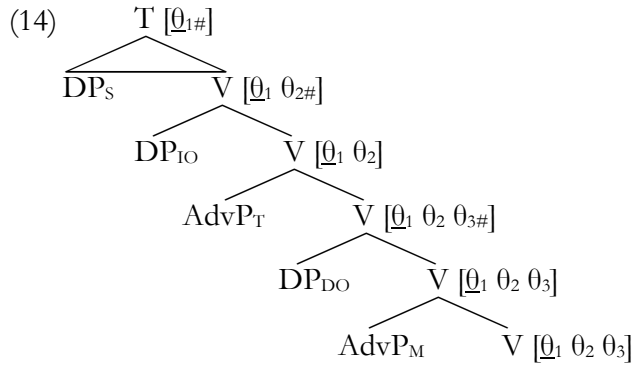 (14) T [θ̲₁#]
DPS V [θ̲₁ θ₂#]
DPIO V [θ̲₁ θ₂]
AdvPT V [θ̲₁ θ₂ θ₃#]
DPDO V [θ̲₁ θ₂ θ₃]
AdvPM V [θ̲₁ θ₂ θ₃]